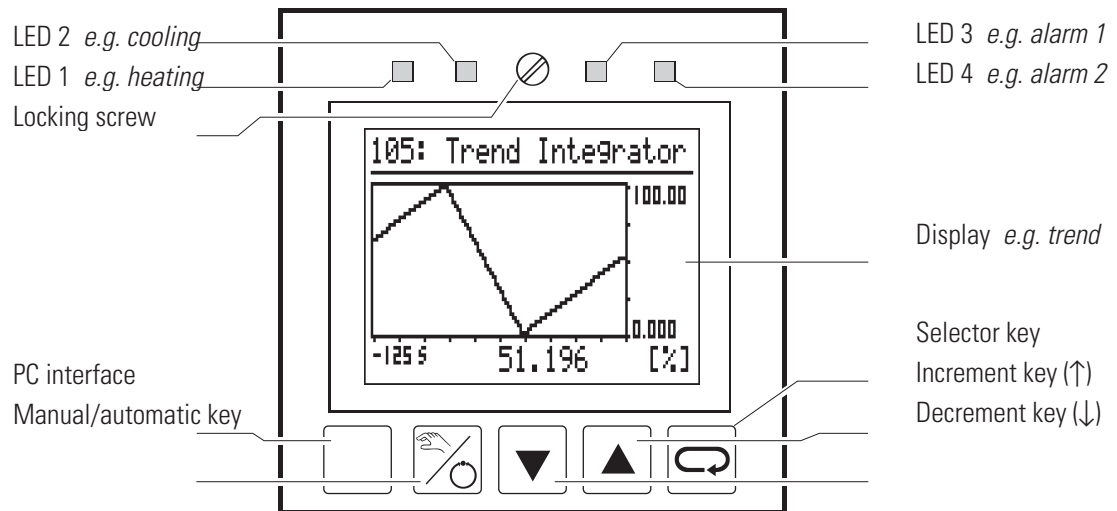 LED 2 e.g. cooling
LED 1 e.g. heating
Locking screw
LED 3 e.g. alarm 1
LED 4 e.g. alarm 2
105: Trend Integrator
100.00
Display e.g. trend
0.000
-125 s
51.196
[%]
PC interface
Manual/automatic key
Selector key
Increment key (↑)
Decrement key (↓)